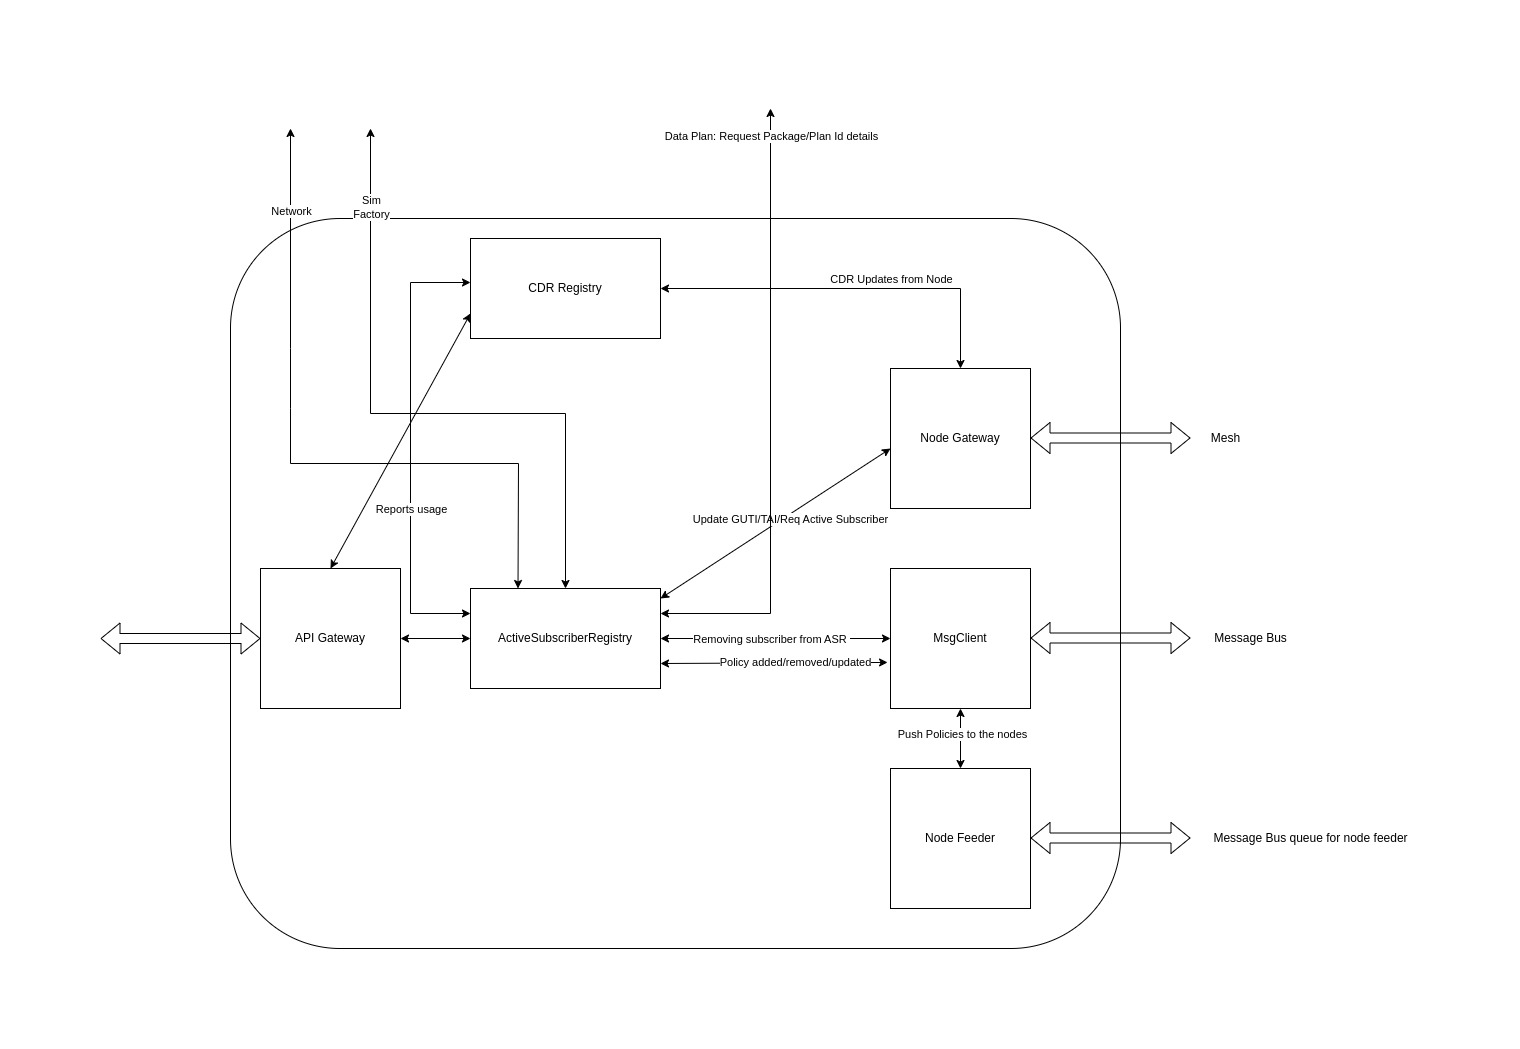 Data Plan: Request Package/Plan Id details
Sim
Factory
Network
CDR Registry
CDR Updates from Node
Node Gateway
Mesh
Reports usage
Update GUTI/TAI/Req Active Subscriber
API Gateway
ActiveSubscriberRegistry
Removing subscriber from ASR
MsgClient
Message Bus
Policy added/removed/updated
Push Policies to the nodes
Node Feeder
Message Bus queue for node feeder